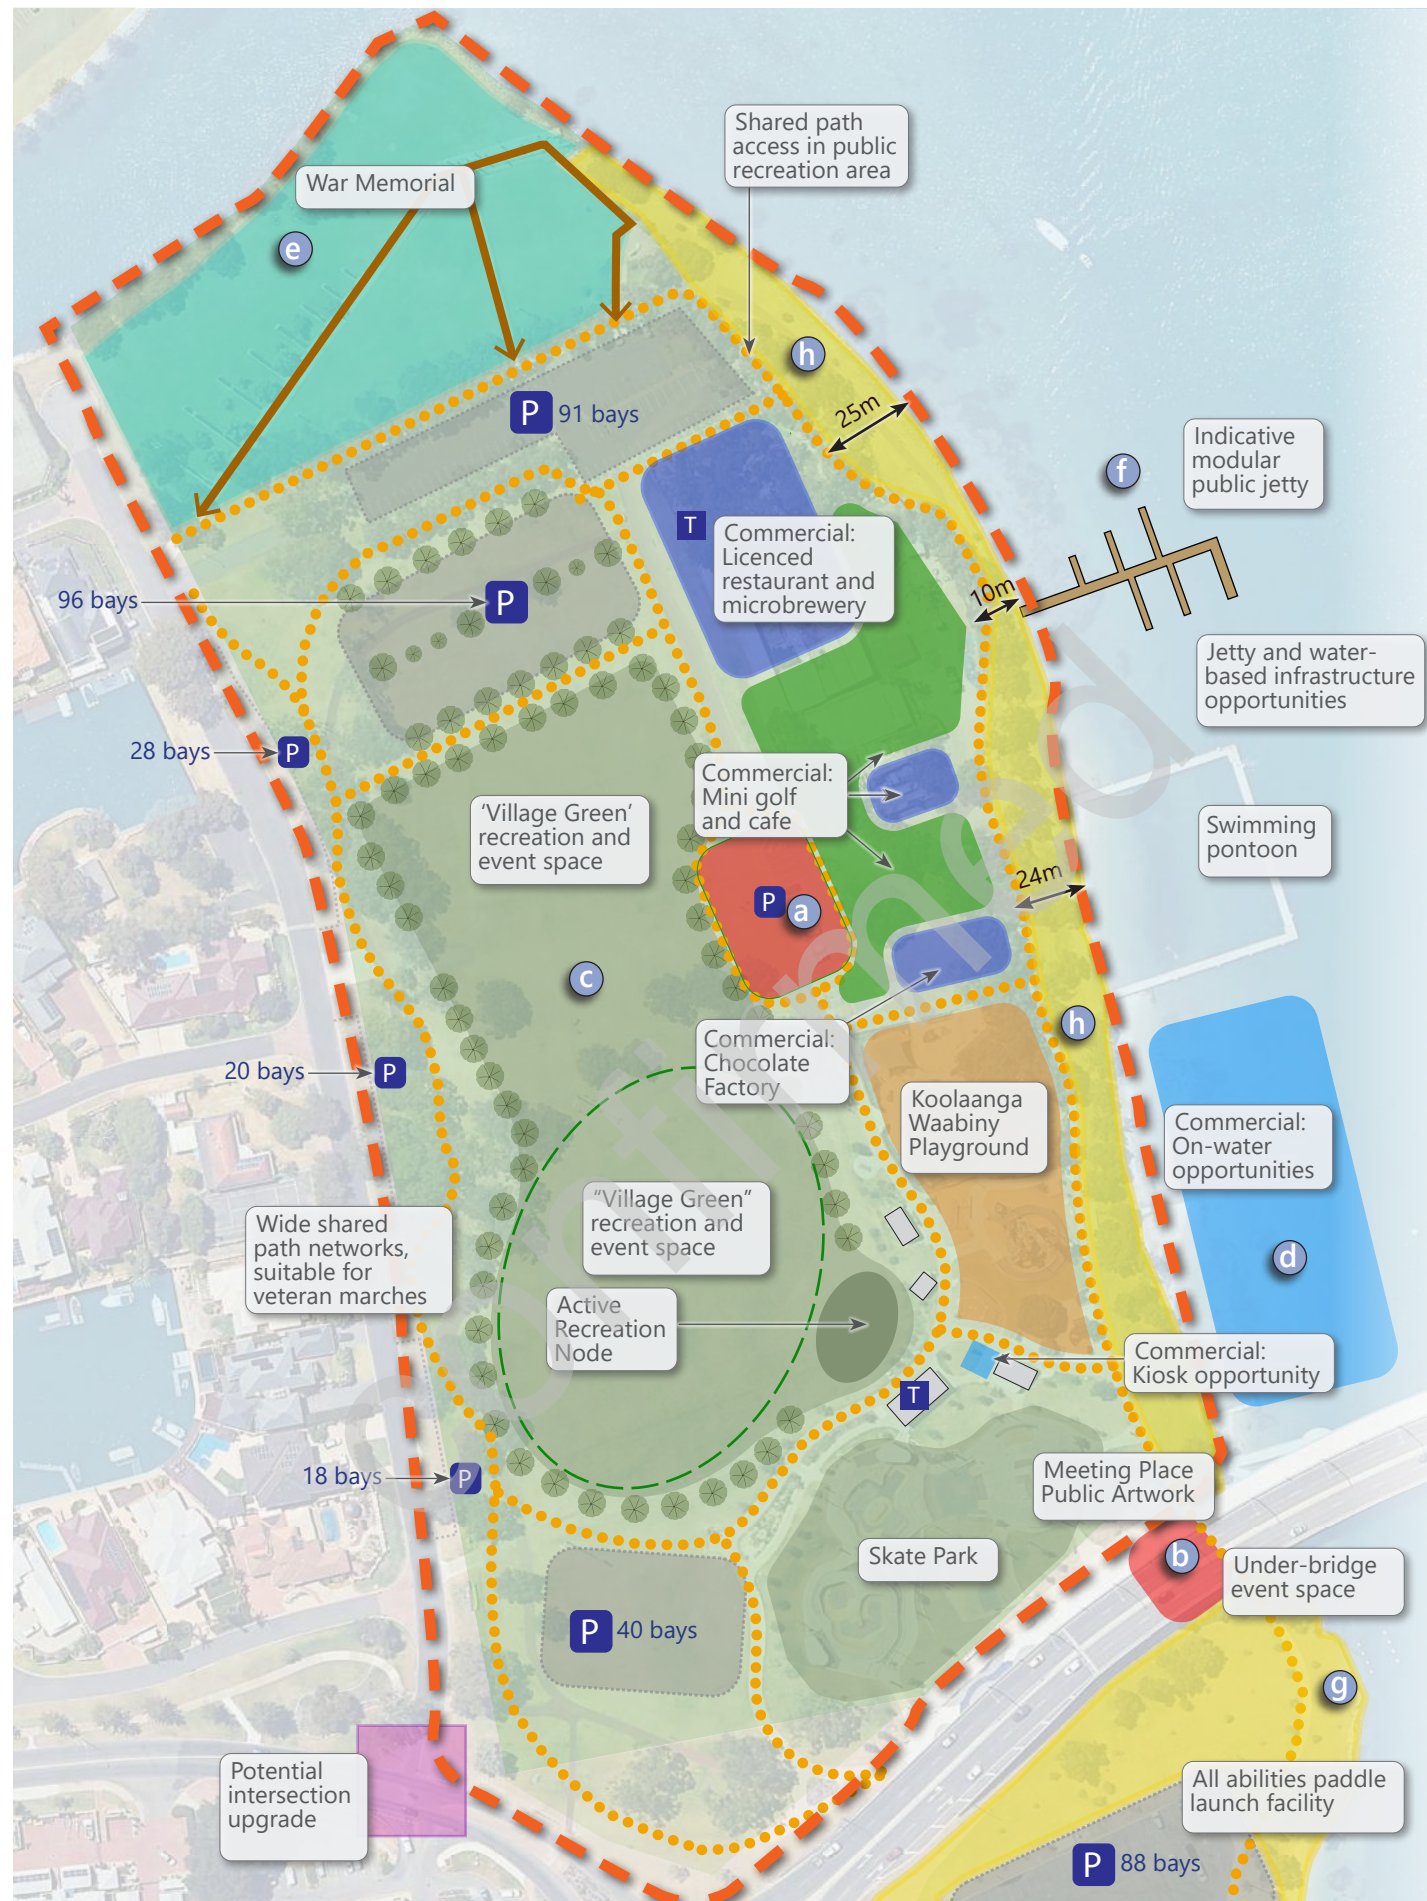 Shared path
access in public
recreation area
War Memorial
e
h
25m
P 91 bays
Indicative
modular
public jetty
f
T
Commercial:
Licenced
restaurant and
microbrewery
10m
96 bays
P
Jetty and water-
based infrastructure
opportunities
28 bays
P
Commercial:
Mini golf
and cafe
'Village Green'
recreation and
event space
Swimming
pontoon
24m
P
a
c
h
Commercial:
Chocolate
Factory
20 bays
P
Koolaanga
Waabiny
Playground
Commercial:
On-water
opportunities
d
"Village Green"
recreation and
event space
Wide shared
path networks,
suitable for
veteran marches
Active
Recreation
Node
Commercial:
Kiosk opportunity
T
18 bays
P
Meeting Place
Public Artwork
Skate Park
b
Under-bridge
event space
P 40 bays
g
Potential
intersection
upgrade
All abilities paddle
launch facility
P 88 bays